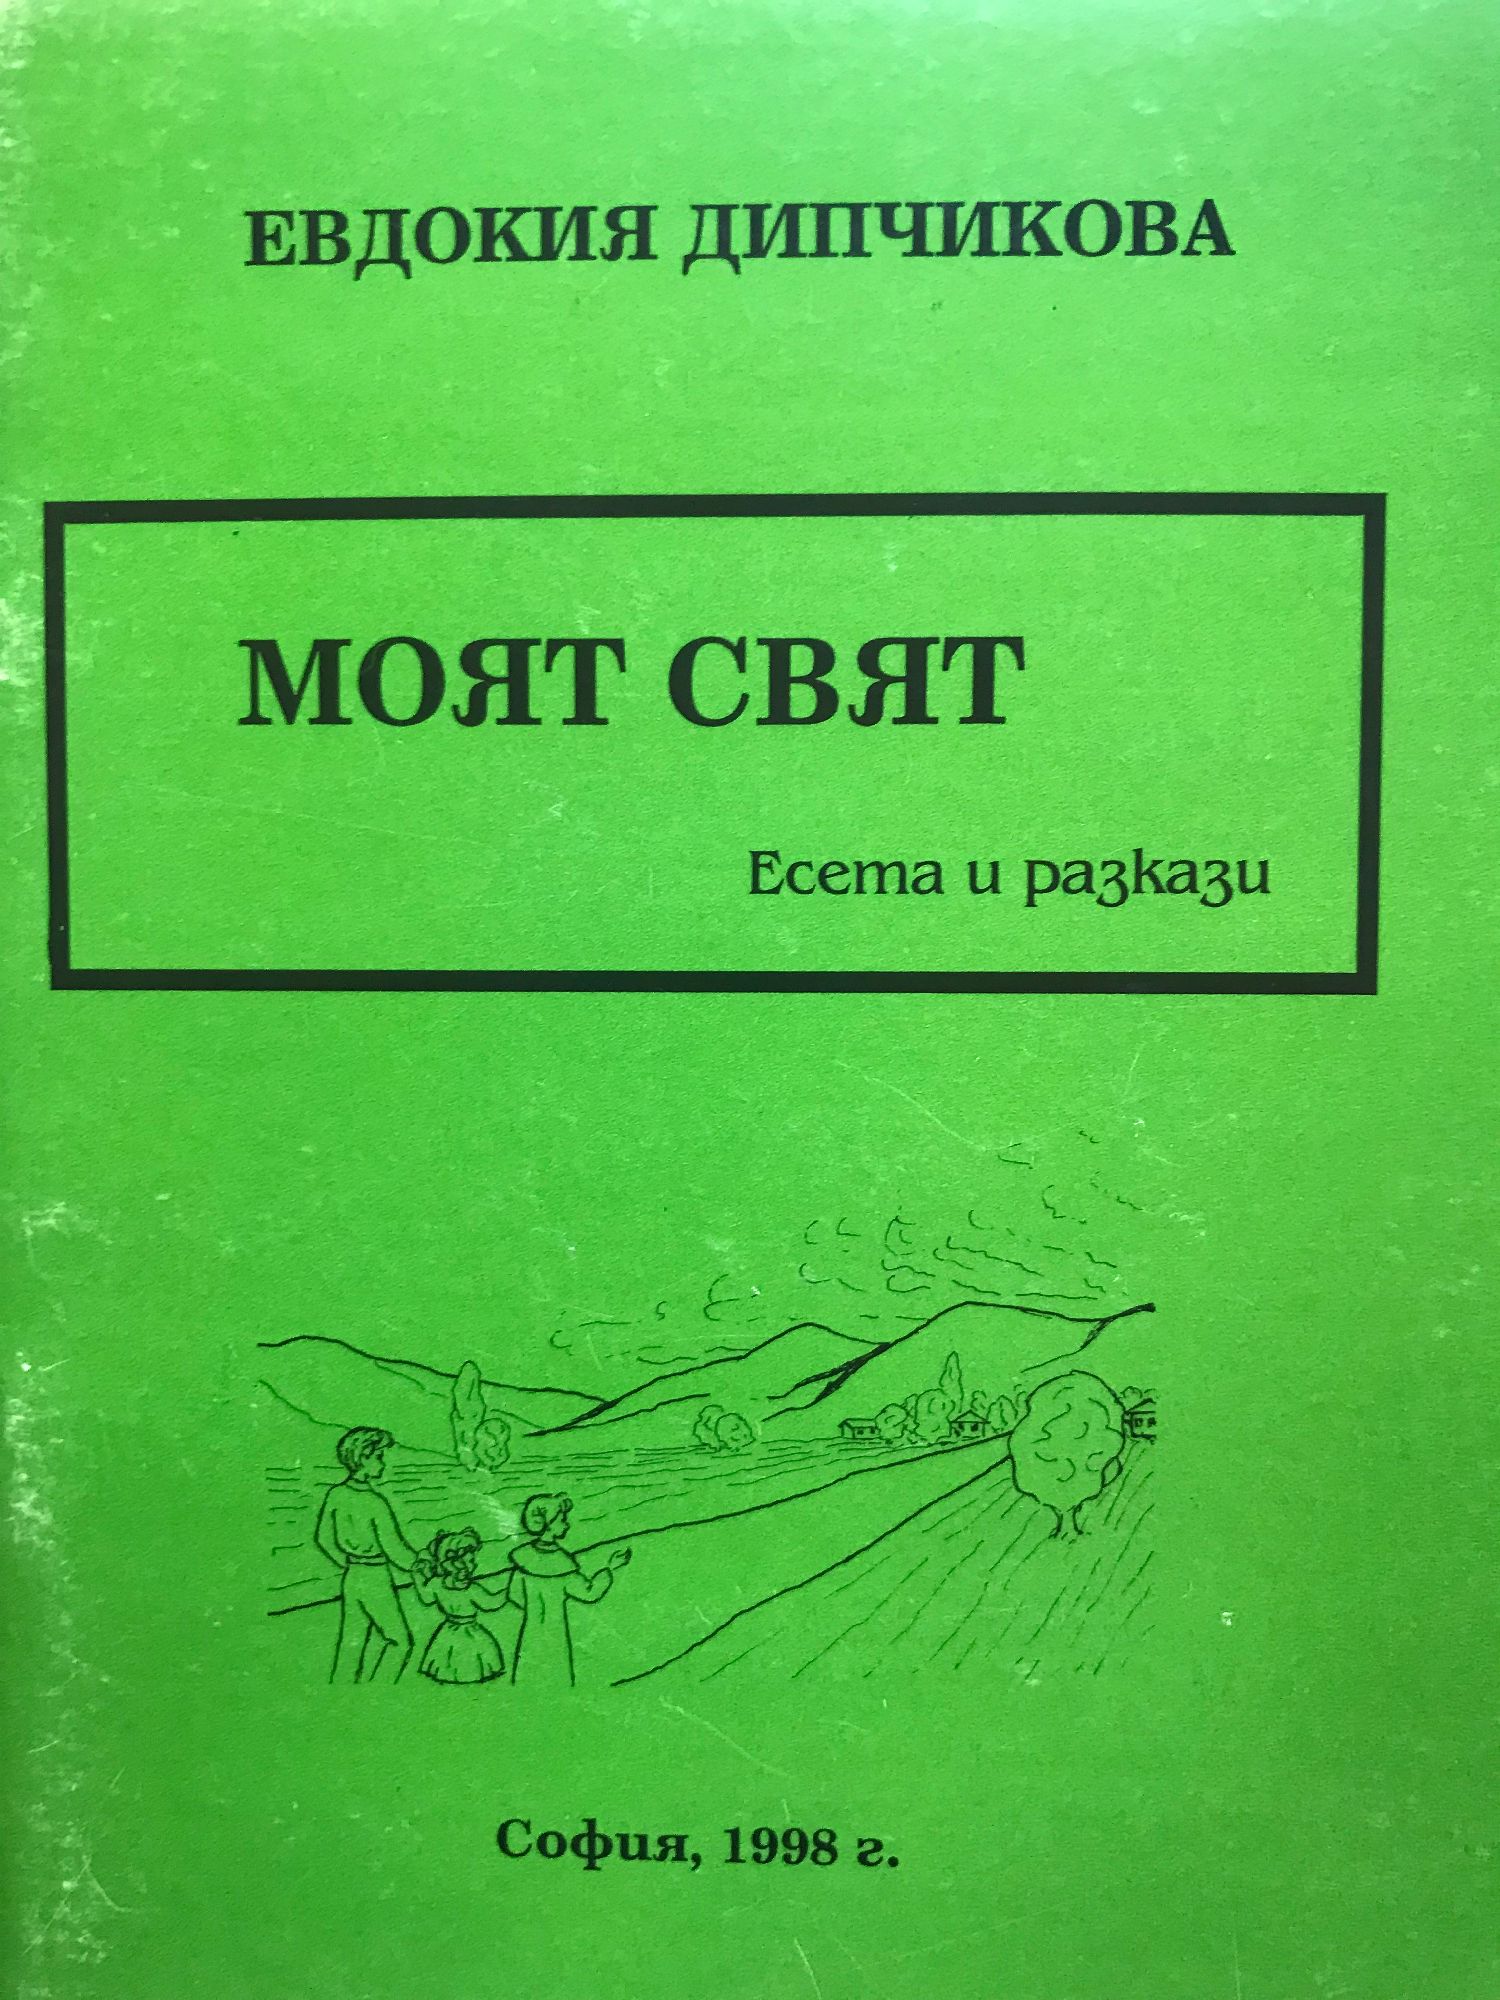 ЕВДОКИЯ ДИПЧИКОВА
МОЯТ СВЯТ
Есета и разкази
София, 1998 г.